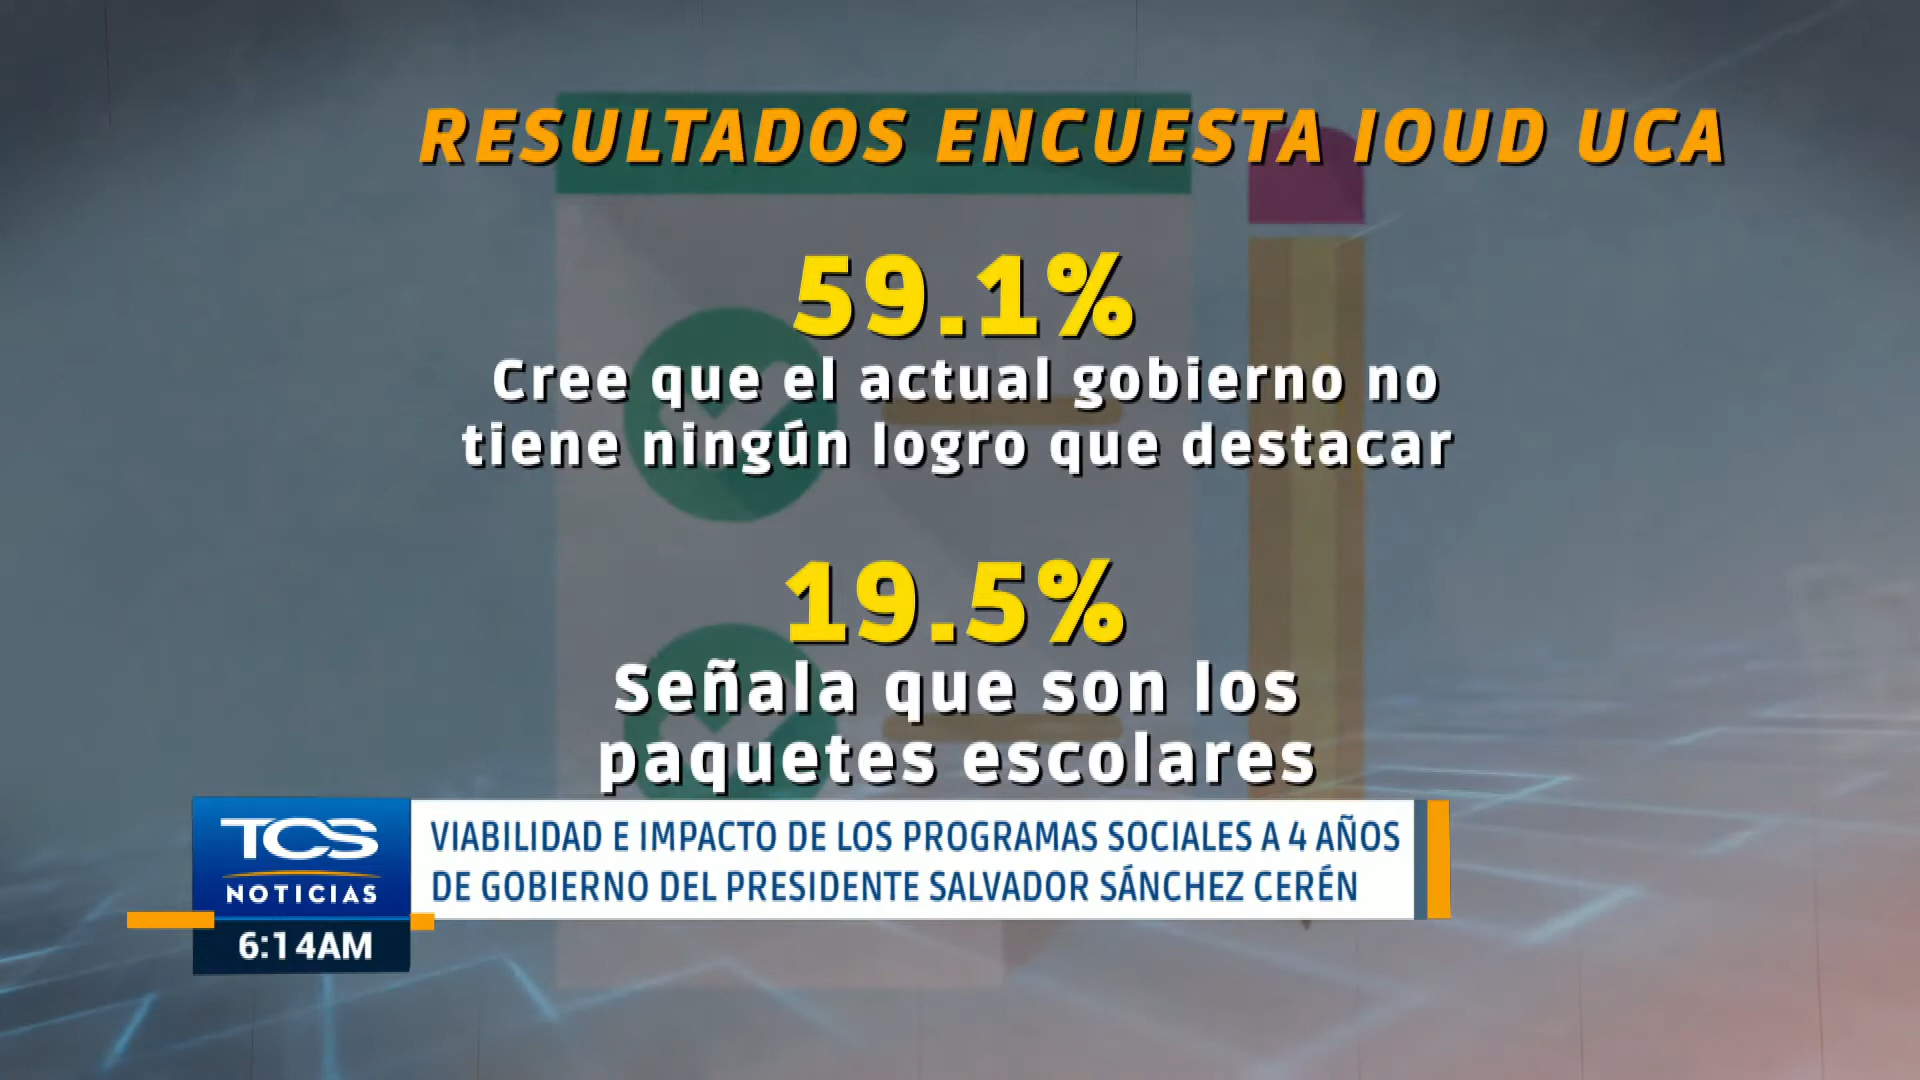 RESULTADOS ENCUESTA IOUD UCA
59.1%
Cree que el actual gobierno no
tiene ningún logro que destacar
19.5%
Señala que son los
paquetes escolares
TCS
NOTICIAS
VIABILIDAD E IMPACTO DE LOS PROGRAMAS SOCIALES A 4 AÑOS
DE GOBIERNO DEL PRESIDENTE SALVADOR SÁNCHEZ CERÉN
6:14AM